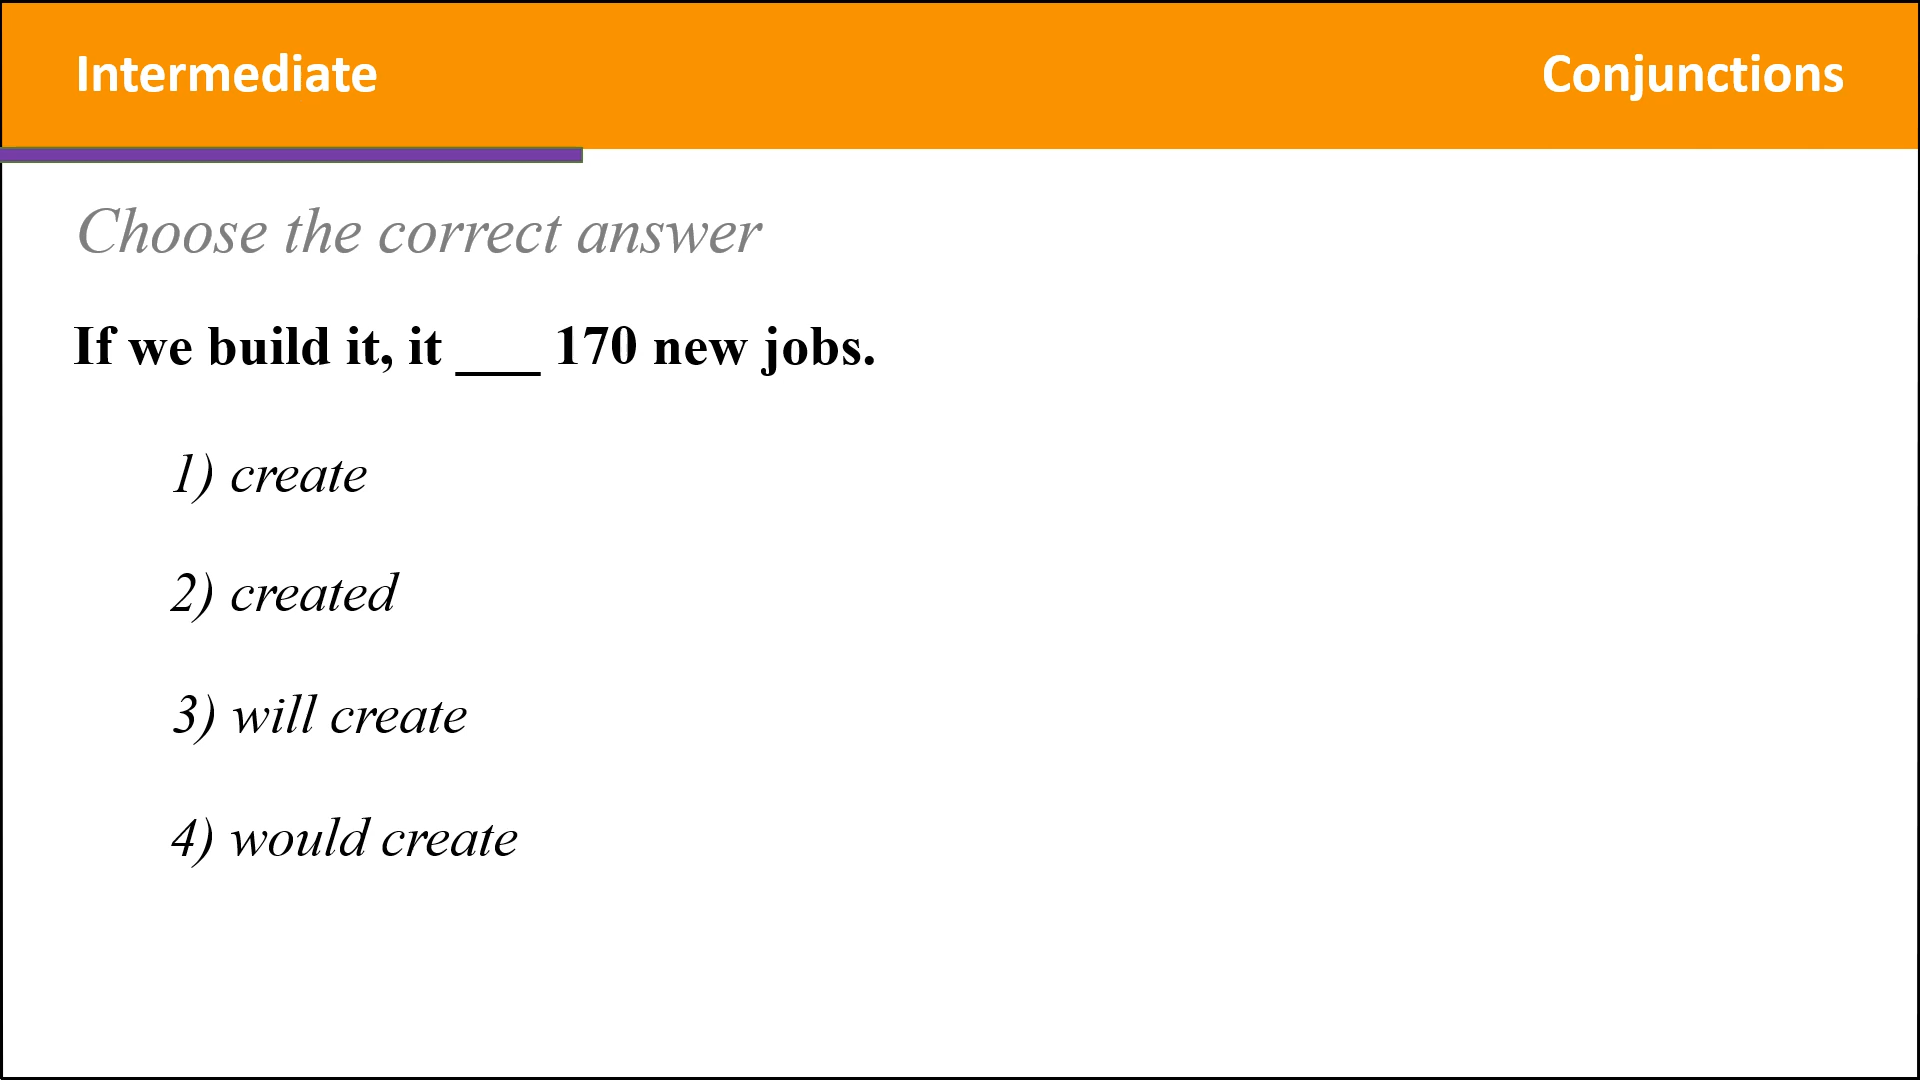 Intermediate
Conjunctions
Choose the correct answer
If we build it, it ___ 170 new jobs.
1) create
2) created
3) will create
4) would create